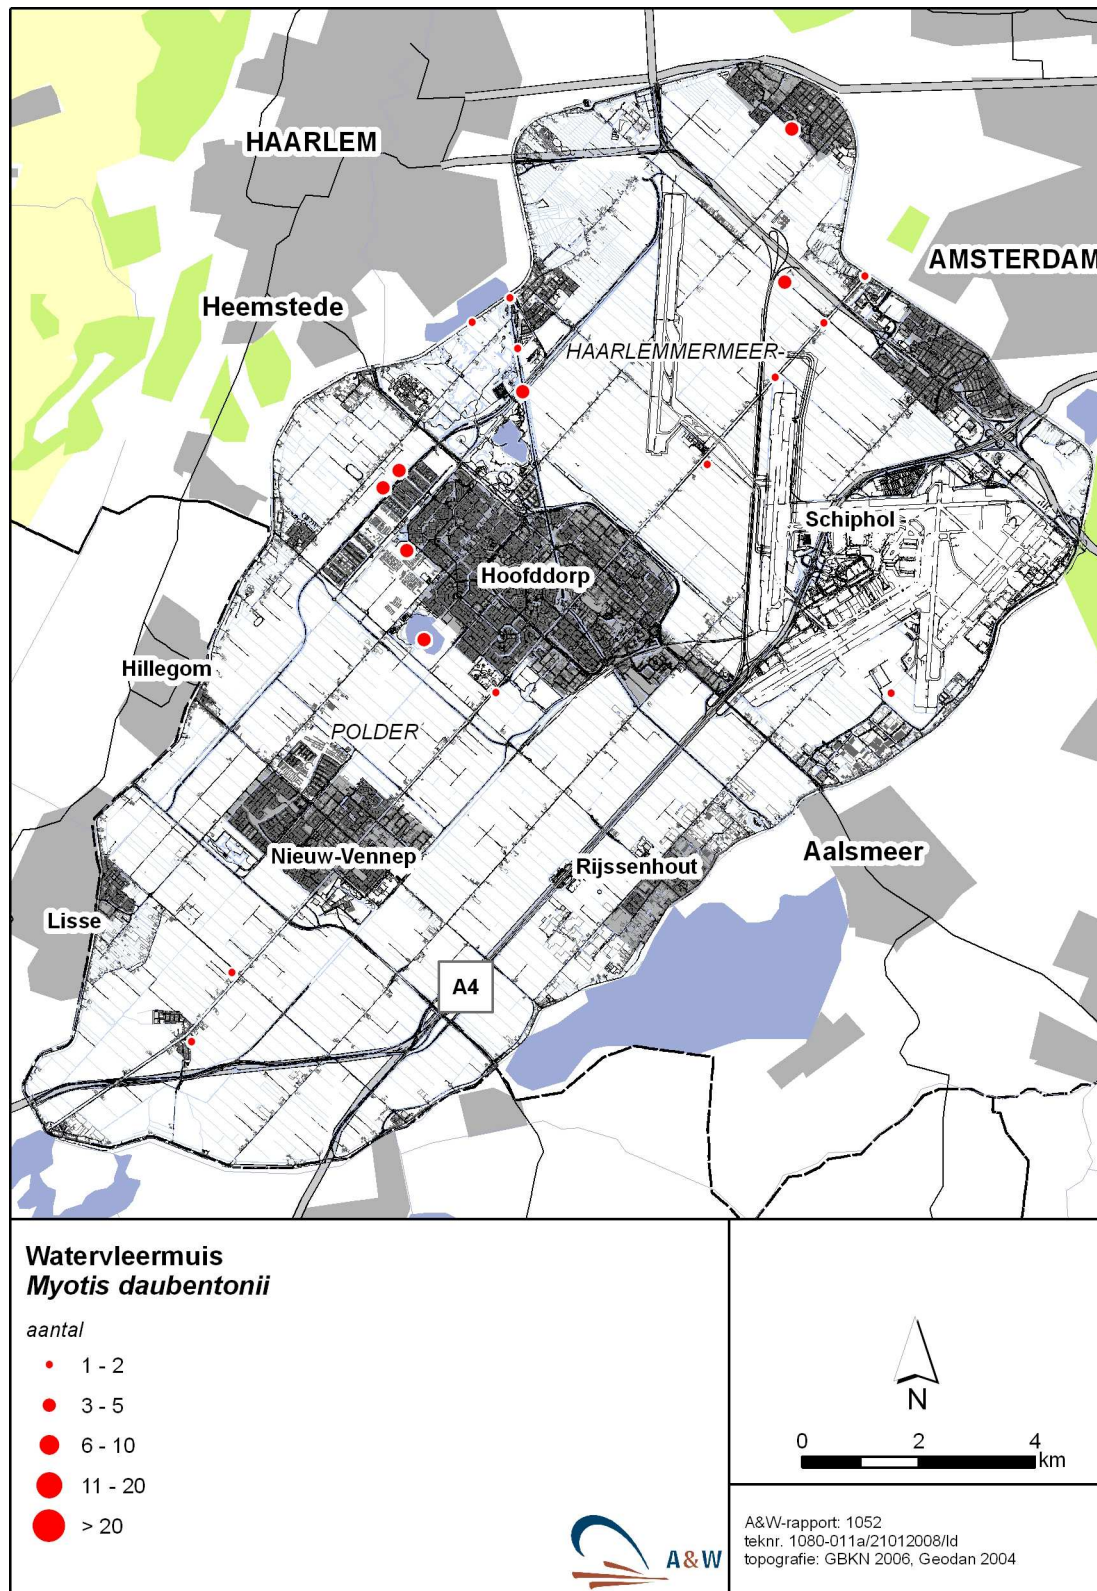 HAARLEM
AMSTERDAM
Heemstede
HAARLEMMERMEER-
Schiphol
Hoofddorp
Hillegom
POLDER
Nieuw-Vennep
Rijssenhout
Aalsmeer
Lisse
A4
Watervleermuis
Myotis daubentonii
aantal
1 - 2
3 - 5
6 - 10
11 - 20
> 20
N
0 2 4
km
A&W
A&W-rapport: 1052
teknr. 1080-011a/21012008/ld
topografie: GBKN 2006, Geodan 2004